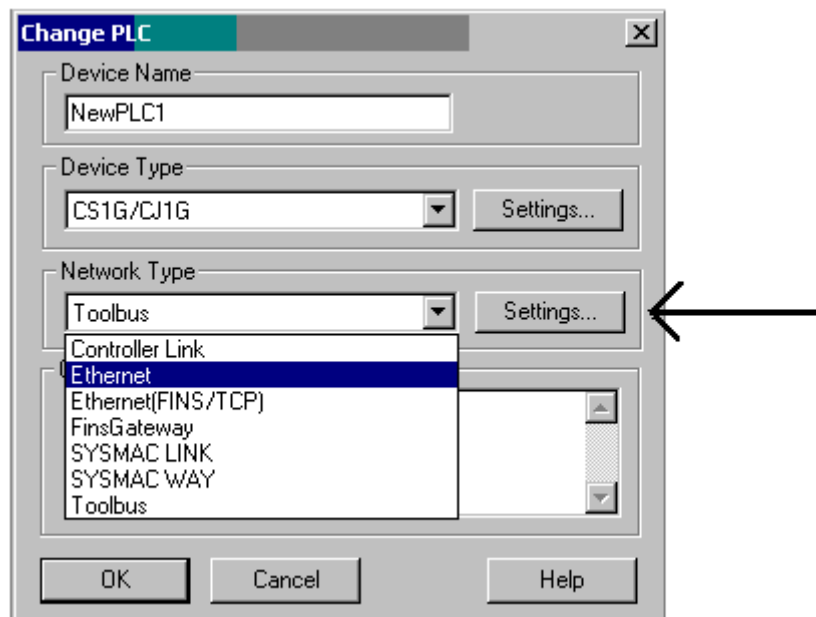 Change PLC
Device Name
NewPLC1
Device Type
CS1G/CJ1G
Settings...
Network Type
Toolbus
Settings...
Controller Link
Ethernet
Ethernet(FINS/TCP)
FinsGateway
SYSMAC LINK
SYSMAC WAY
Toolbus
OK
Cancel
Help